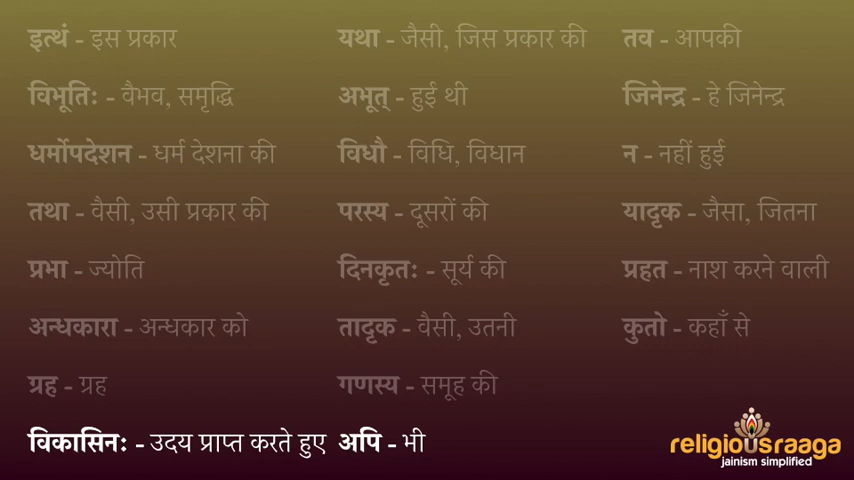 इत्थं - इस प्रकार यथा - जैसी, जिस प्रकार की तव - आपकी
विभूतिः - वैभव, समृद्धि अभूत् - हुई थी जिनेन्द्र - हे जिनेन्द्र
धर्मोपदेशन - धर्म देशना की विधौ - विधि, विधान न - नहीं हुई
तथा - वैसी, उसी प्रकार की परस्य - दूसरों की यादृक - जैसा, जितना
प्रभा - ज्योति दिनकृतः - सूर्य की प्रहत - नाश करने वाली
अन्धकारा - अन्धकार को तादृक - वैसी, उतनी कुतो - कहाँ से
ग्रह - ग्रह गणस्य - समूह की
विकासिनः - उदय प्राप्त करते हुए अपि - भी
religiousraaga
jainism simplified